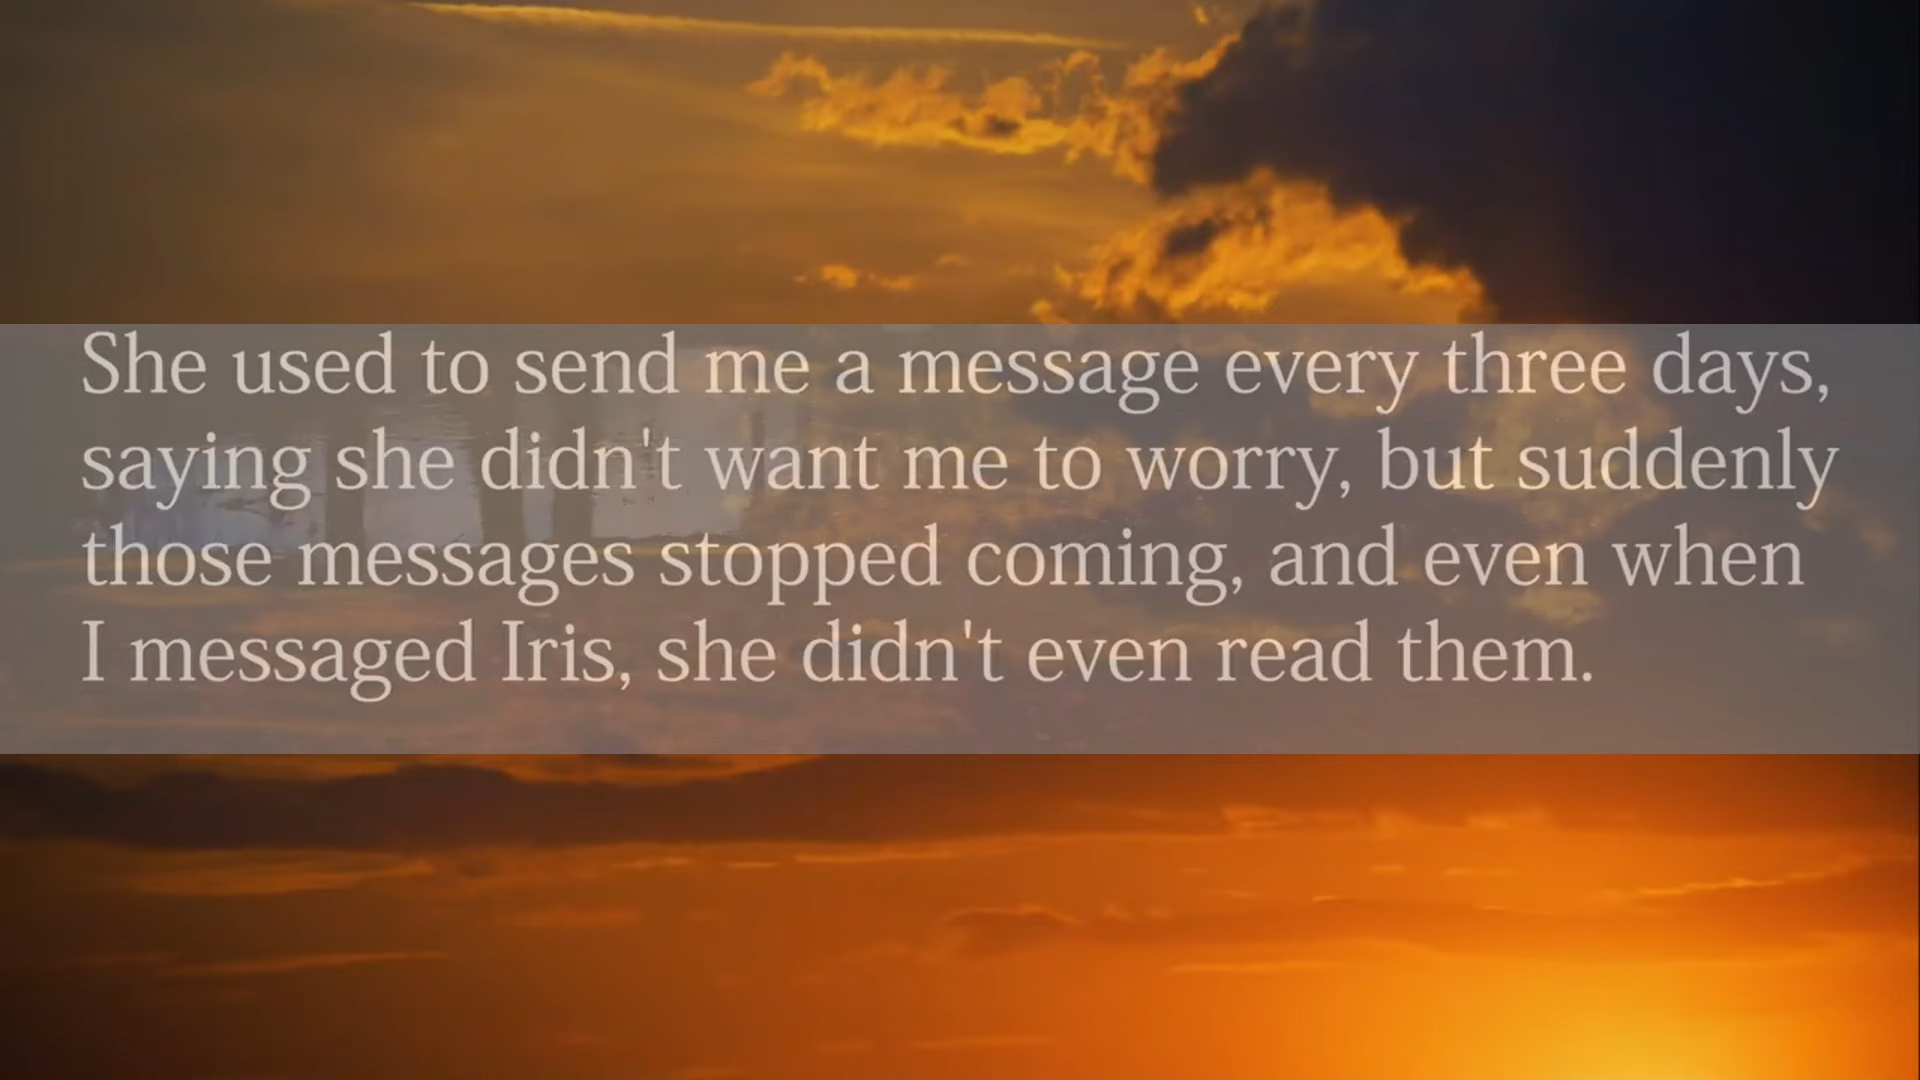 She used to send me a message every three days,
saying she didn't want me to worry, but suddenly
those messages stopped coming, and even when
I messaged Iris, she didn't even read them.